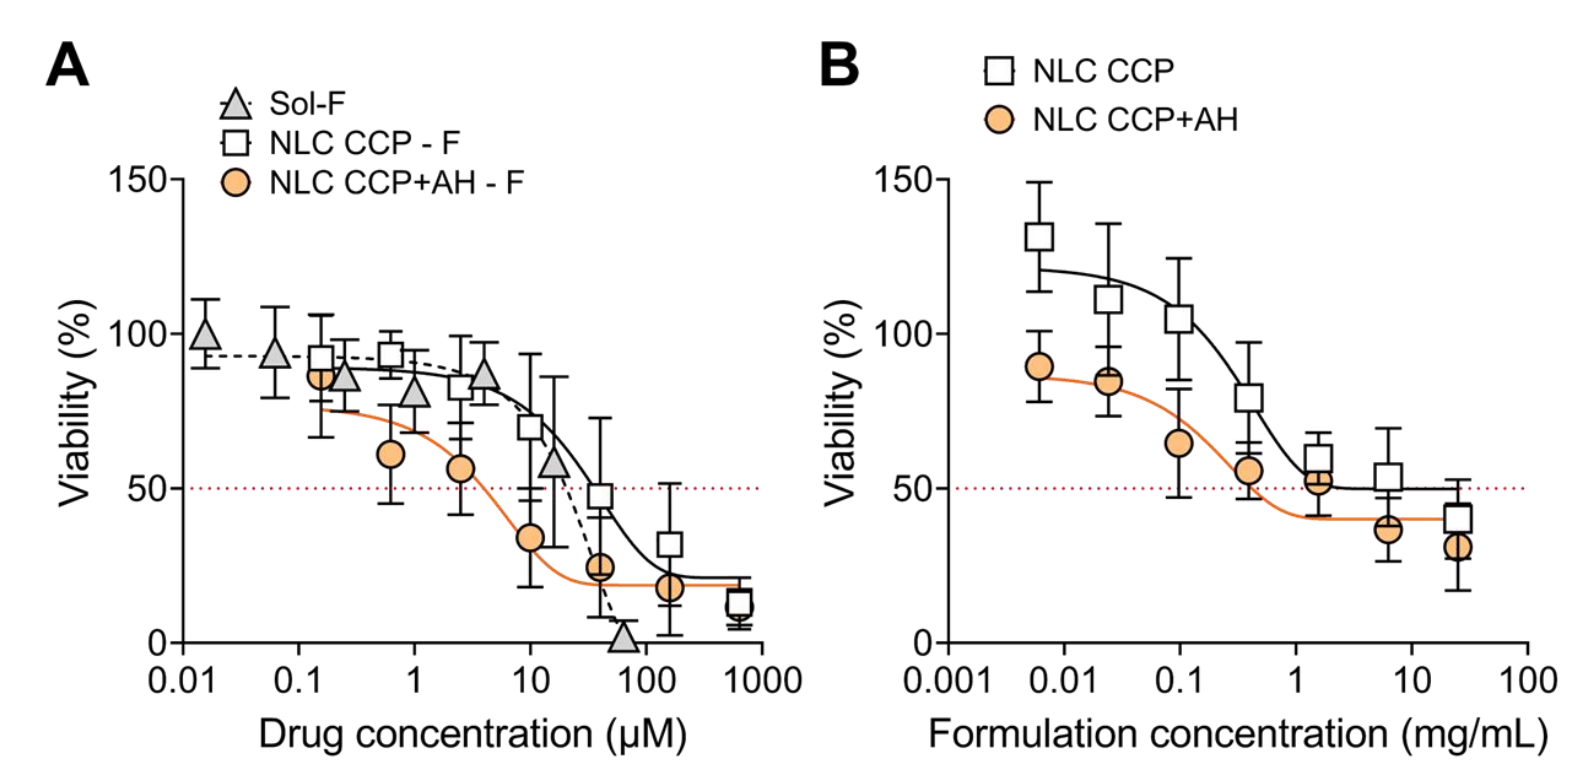 A
Sol-F
NLC CCP - F
NLC CCP+AH - F
150
100
50
0
Viability (%)
0.01 0.1 1 10 100 1000
Drug concentration (µM)
B
NLC CCP
NLC CCP+AH
150
100
50
0
Viability (%)
0.001 0.01 0.1 1 10 100
Formulation concentration (mg/mL)